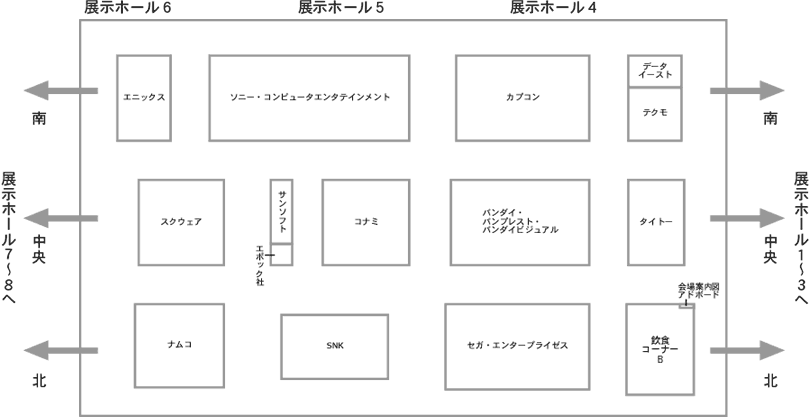 展示ホール6
展示ホール5
展示ホール4
エニックス
ソニー・コンピュータエンタテインメント
カプコン
データ
イースト
テクモ
南
南
展示ホール7〜8へ
中央
スクウェア
サンソフト
エポック社
コナミ
バンダイ・
バンプレスト・
バンダイビジュアル
タイトー
中央
展示ホール1〜3へ
会場案内図
アドボード
ナムコ
SNK
セガ・エンタープライゼス
飲食
コーナー
B
北
北